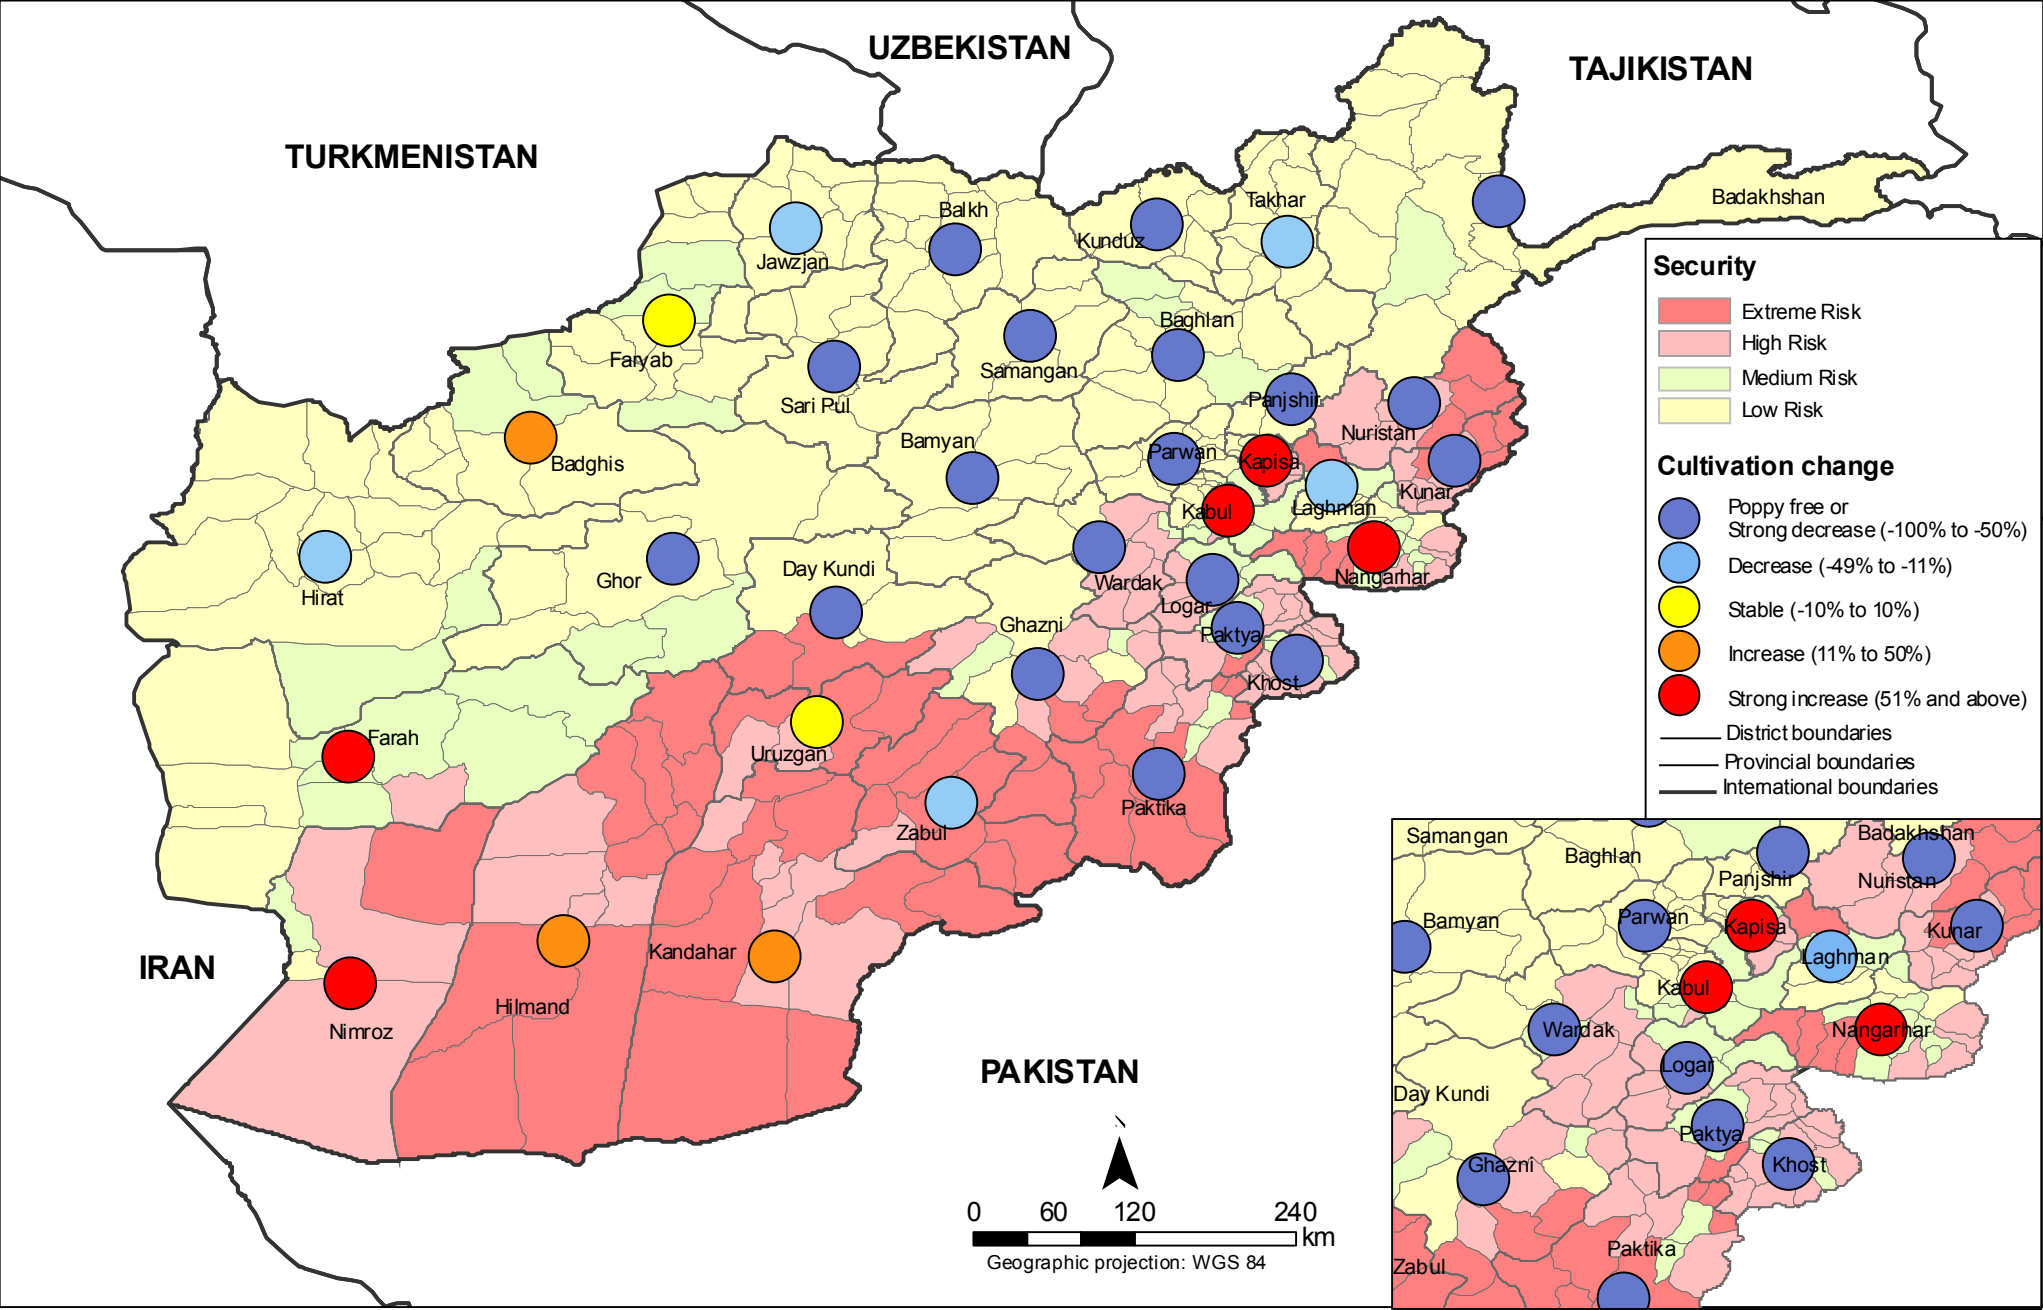 UZBEKISTAN
TAJIKISTAN
TURKMENISTAN
Badakhshan
Takhar
Balkh
Kunduz
Jawzjan
Baghlan
Faryab
Samangan
Sari Pul
Panjshir
Nuristan
Bamyan
Parwan
Kapisa
Badghis
Kunar
Kabul
Laghman
Day Kundi
Nangarhar
Ghor
Wardak
Hirat
Logar
Ghazni
Paktya
Khost
Farah
Uruzgan
Paktika
Zabul
Kandahar
IRAN
Hilmand
Nimroz
PAKISTAN
Security
Extreme Risk
High Risk
Medium Risk
Low Risk
Cultivation change
Poppy free or
Strong decrease (-100% to -50%)
Decrease (-49% to -11%)
Stable (-10% to 10%)
Increase (11% to 50%)
Strong increase (51% and above)
District boundaries
Provincial boundaries
International boundaries
Samangan
Badakhshan
Baghlan
Panjshir
Nuristan
Bamyan
Parwan
Kapisa
Kunar
Laghman
Kabul
Wardak
Nangarhar
Logar
Day Kundi
Paktya
Ghazni
Khost
Paktika
Zabul
0 60 120 240
km
Geographic projection: WGS 84